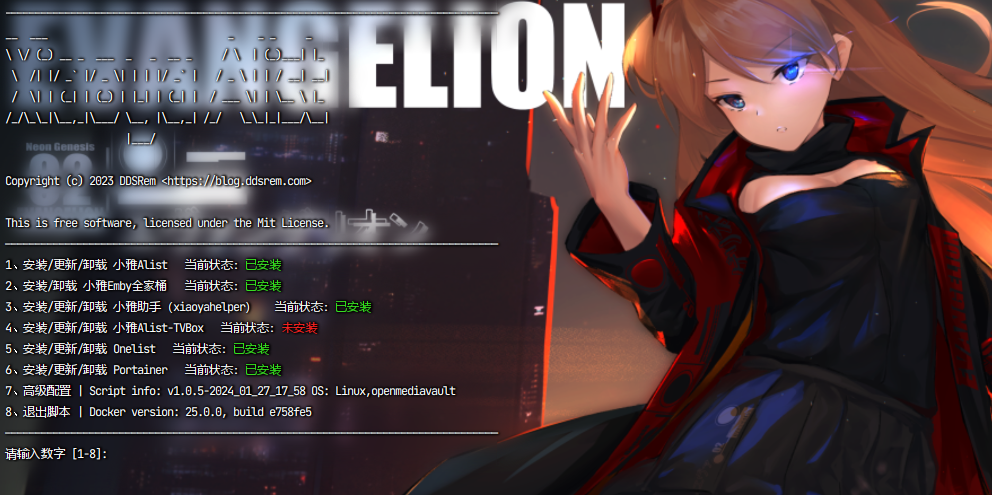 EVANGELION
Neon Genesis
Copyright (c) 2023 DDSRem <https://blog.ddsrem.com>
This is free software, licensed under the Mit License.
1、安装/更新/卸载 小雅Alist 当前状态: 已安装
2、安装/卸载 小雅Emby全家桶 当前状态: 已安装
3、安装/更新/卸载 小雅助手 (xiaoyahelper) 当前状态: 已安装
4、安装/更新/卸载 小雅Alist-TVBox 当前状态: 未安装
5、安装/更新/卸载 Onelist 当前状态: 已安装
6、安装/更新/卸载 Portainer 当前状态: 已安装
7、高级配置 | Script info: v1.0.5-2024_01_27_17_58 OS: Linux,openmediavault
8、退出脚本 | Docker version: 25.0.0, build e758fe5
请输入数字 [1-8]: